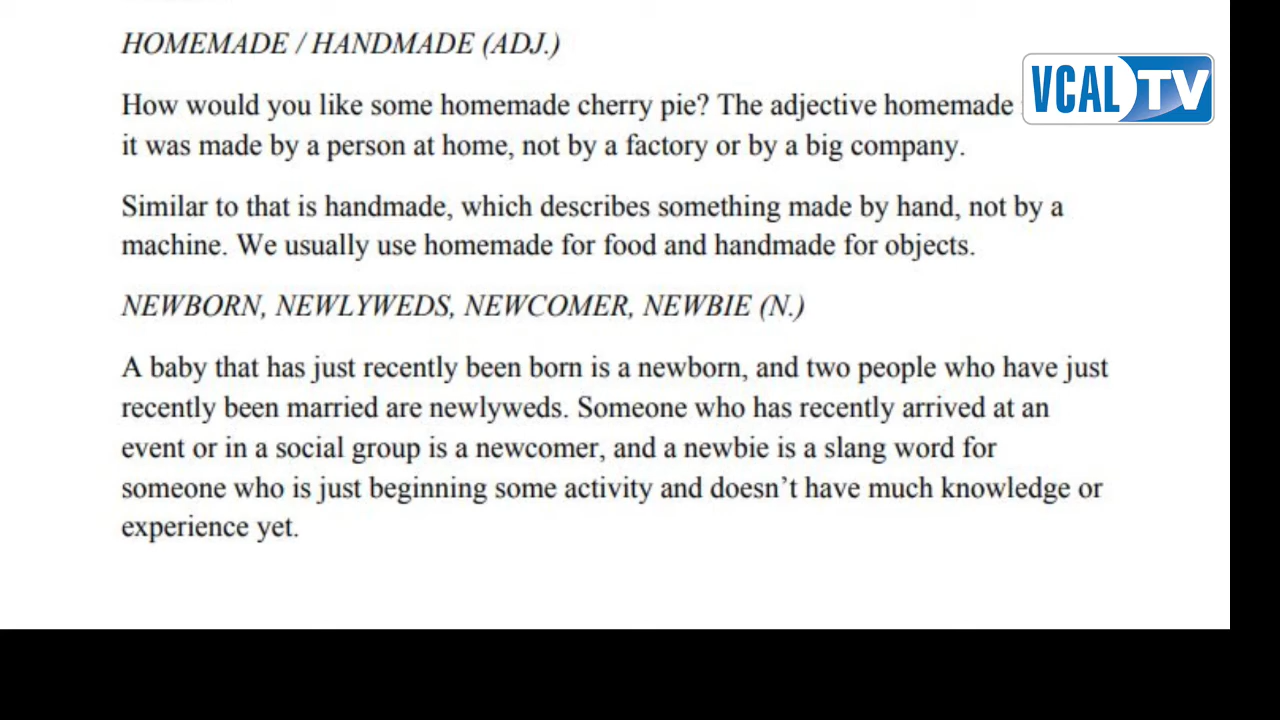 HOMEMADE / HANDMADE (ADJ.)
VCAL TV
How would you like some homemade cherry pie? The adjective homemade
it was made by a person at home, not by a factory or by a big company.
Similar to that is handmade, which describes something made by hand, not by a
machine. We usually use homemade for food and handmade for objects.
NEWBORN, NEWLYWEDS, NEWCOMER, NEWBIE (N.)
A baby that has just recently been born is a newborn, and two people who have just
recently been married are newlyweds. Someone who has recently arrived at an
event or in a social group is a newcomer, and a newbie is a slang word for
someone who is just beginning some activity and doesn’t have much knowledge or
experience yet.